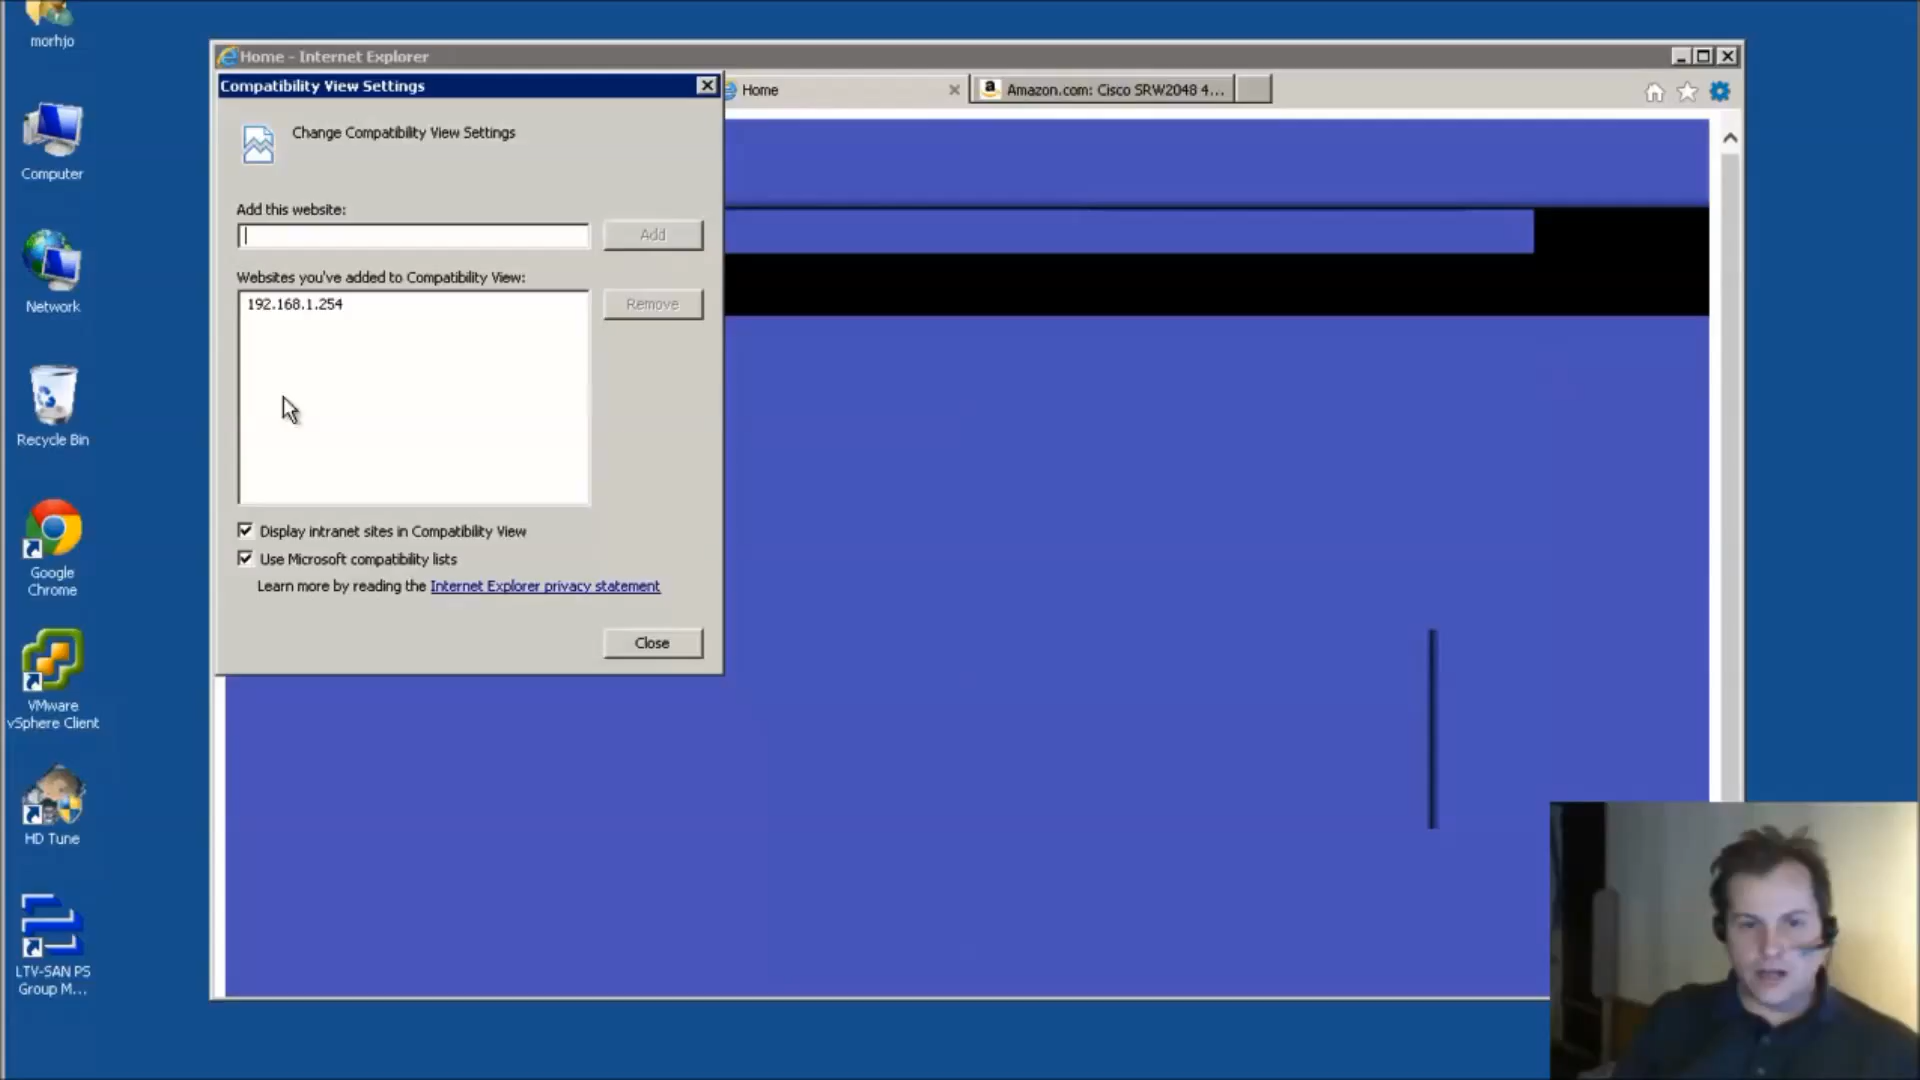 morhjo
Computer
Network
Recycle Bin
Google
Chrome
VMware
vSphere Client
HD Tune
LTV-SAN PS
Group M...
Home - Internet Explorer
Compatibility View Settings
Home
a Amazon.com: Cisco SRW2048 4...
Change Compatibility View Settings
Add this website:
Add
Websites you've added to Compatibility View:
192.168.1.254
Remove
Display intranet sites in Compatibility View
Use Microsoft compatibility lists
Learn more by reading the Internet Explorer privacy statement
Close